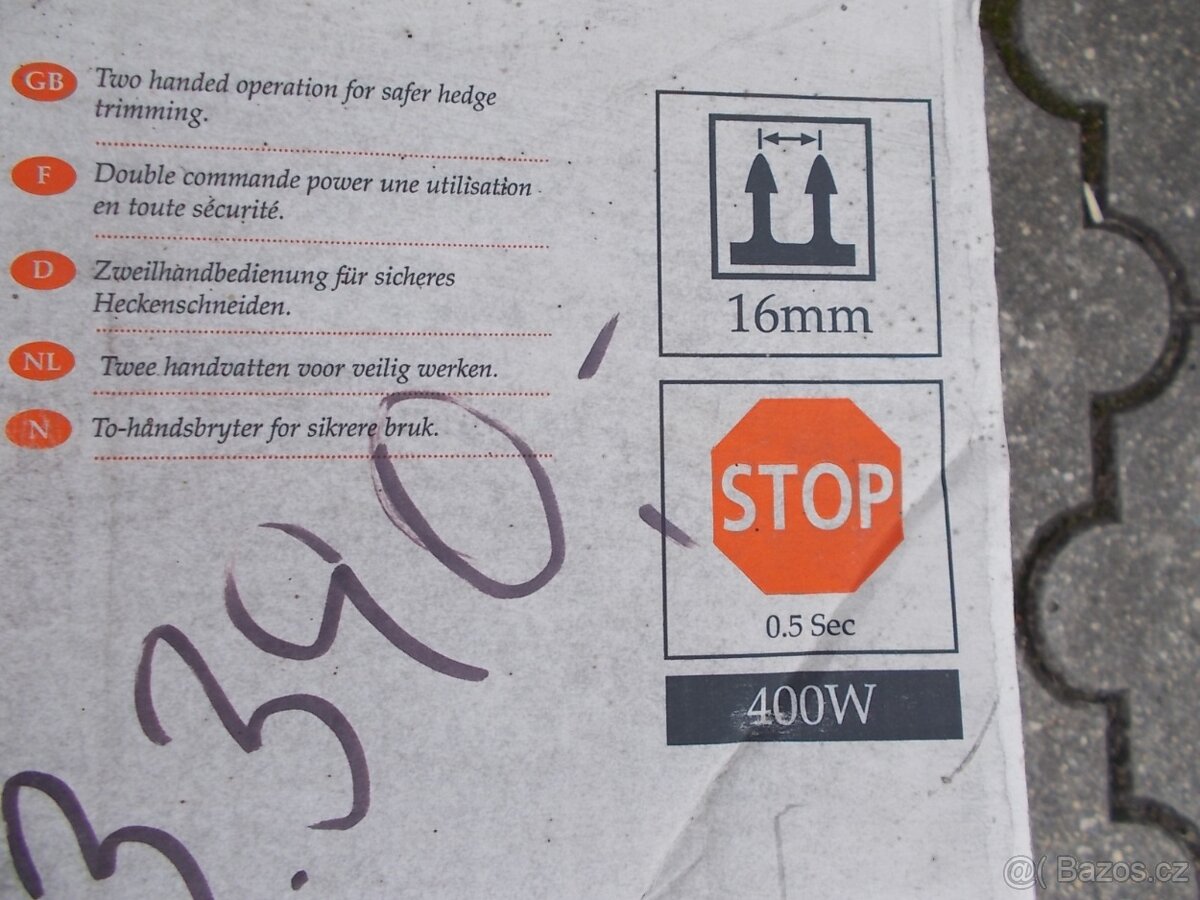 GB Two handed operation for safer hedge
trimming.
F Double commande power une utilisation
en toute sécurité.
D Zweilhandbedienung für sicheres
Heckenschneiden.
NL Twee handvatten voor veilig werken.
N To-håndsbryter for sikrere bruk.
16mm
STOP
0.5 Sec
400W
3.390
@( Bazos.cz